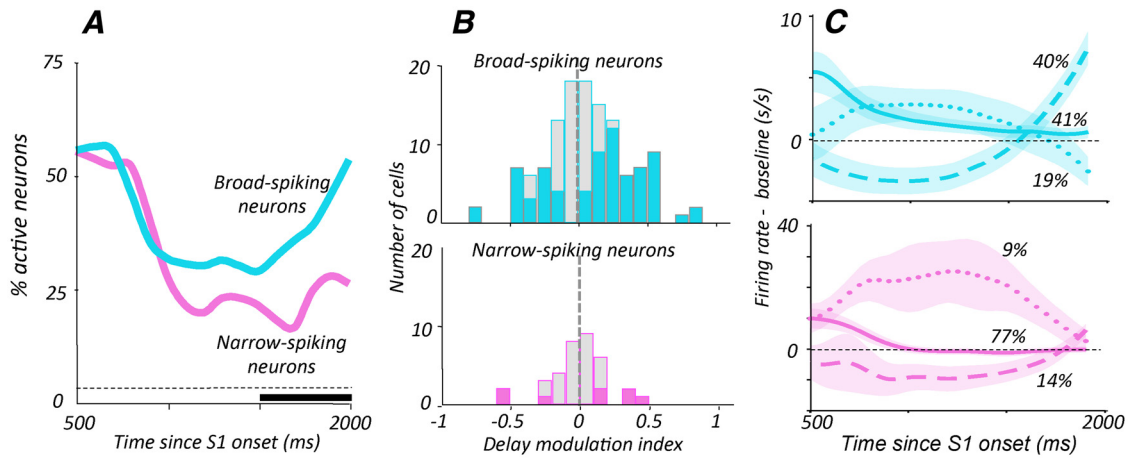 A
75
50
25
0
% active neurons
Broad-spiking
neurons
Narrow-spiking
neurons
500
2000
Time since S1 onset (ms)
B
Broad-spiking neurons
20
10
0
Number of cells
Narrow-spiking neurons
20
10
0
-1
-0.5
0
0.5
1
Delay modulation index
C
10
0
40%
41%
19%
Firing rate - baseline (s/s)
40
0
9%
77%
14%
500
2000
Time since S1 onset (ms)